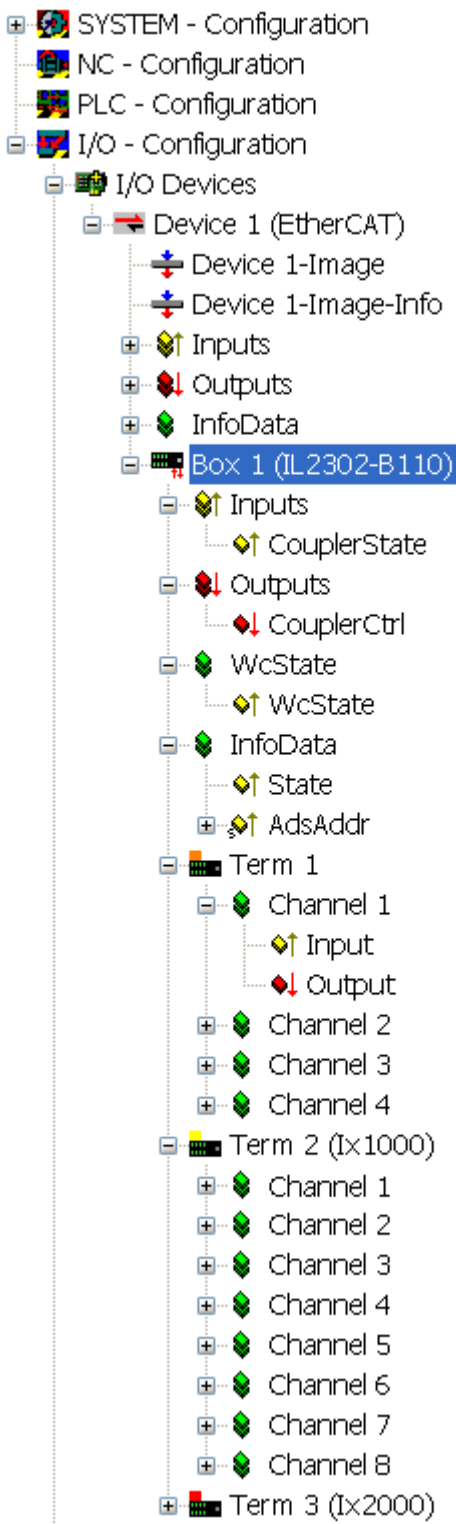 SYSTEM - Configuration
NC - Configuration
PLC - Configuration
I/O - Configuration
I/O Devices
Device 1 (EtherCAT)
Device 1-Image
Device 1-Image-Info
Inputs
Outputs
InfoData
Box 1 (IL2302-B110)
Inputs
CouplerState
Outputs
CouplerCtrl
WcState
WcState
InfoData
State
AdsAddr
Term 1
Channel 1
Input
Output
Channel 2
Channel 3
Channel 4
Term 2 (Ix1000)
Channel 1
Channel 2
Channel 3
Channel 4
Channel 5
Channel 6
Channel 7
Channel 8
Term 3 (Ix2000)